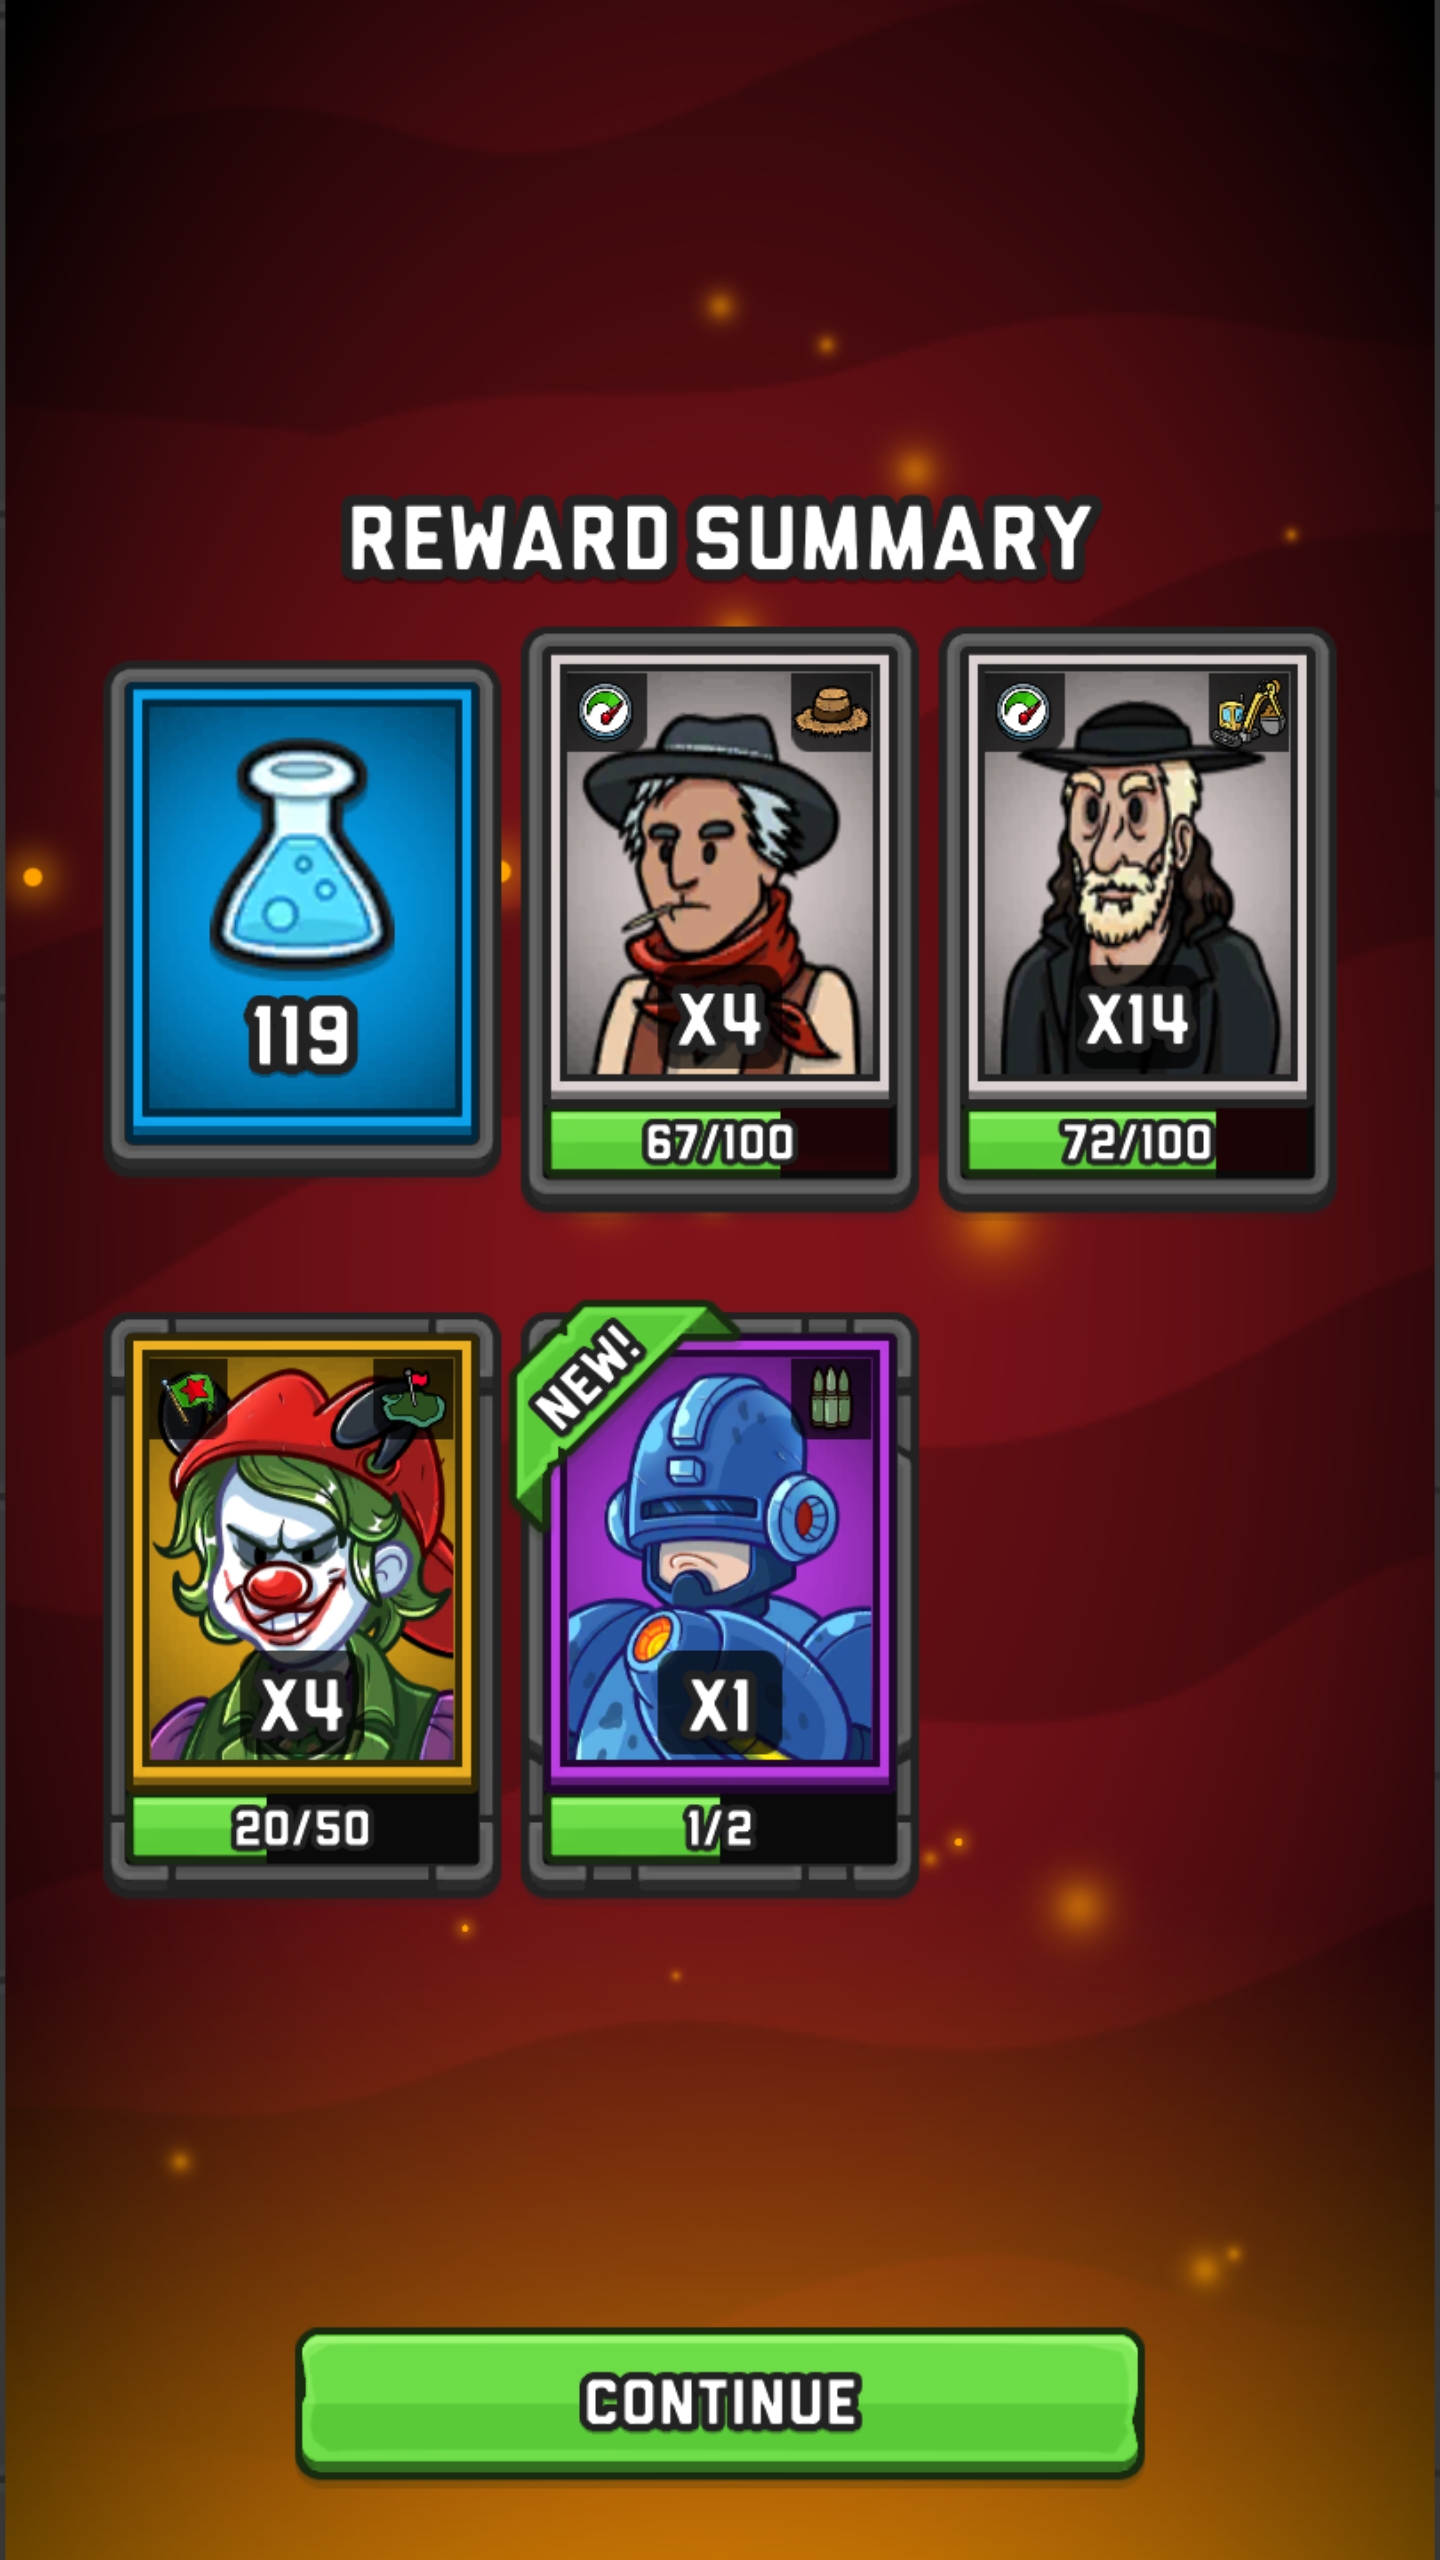 REWARD SUMMARY
119
X4
67/100
X14
72/100
X4
20/50
NEW!
X1
1/2
CONTINUE